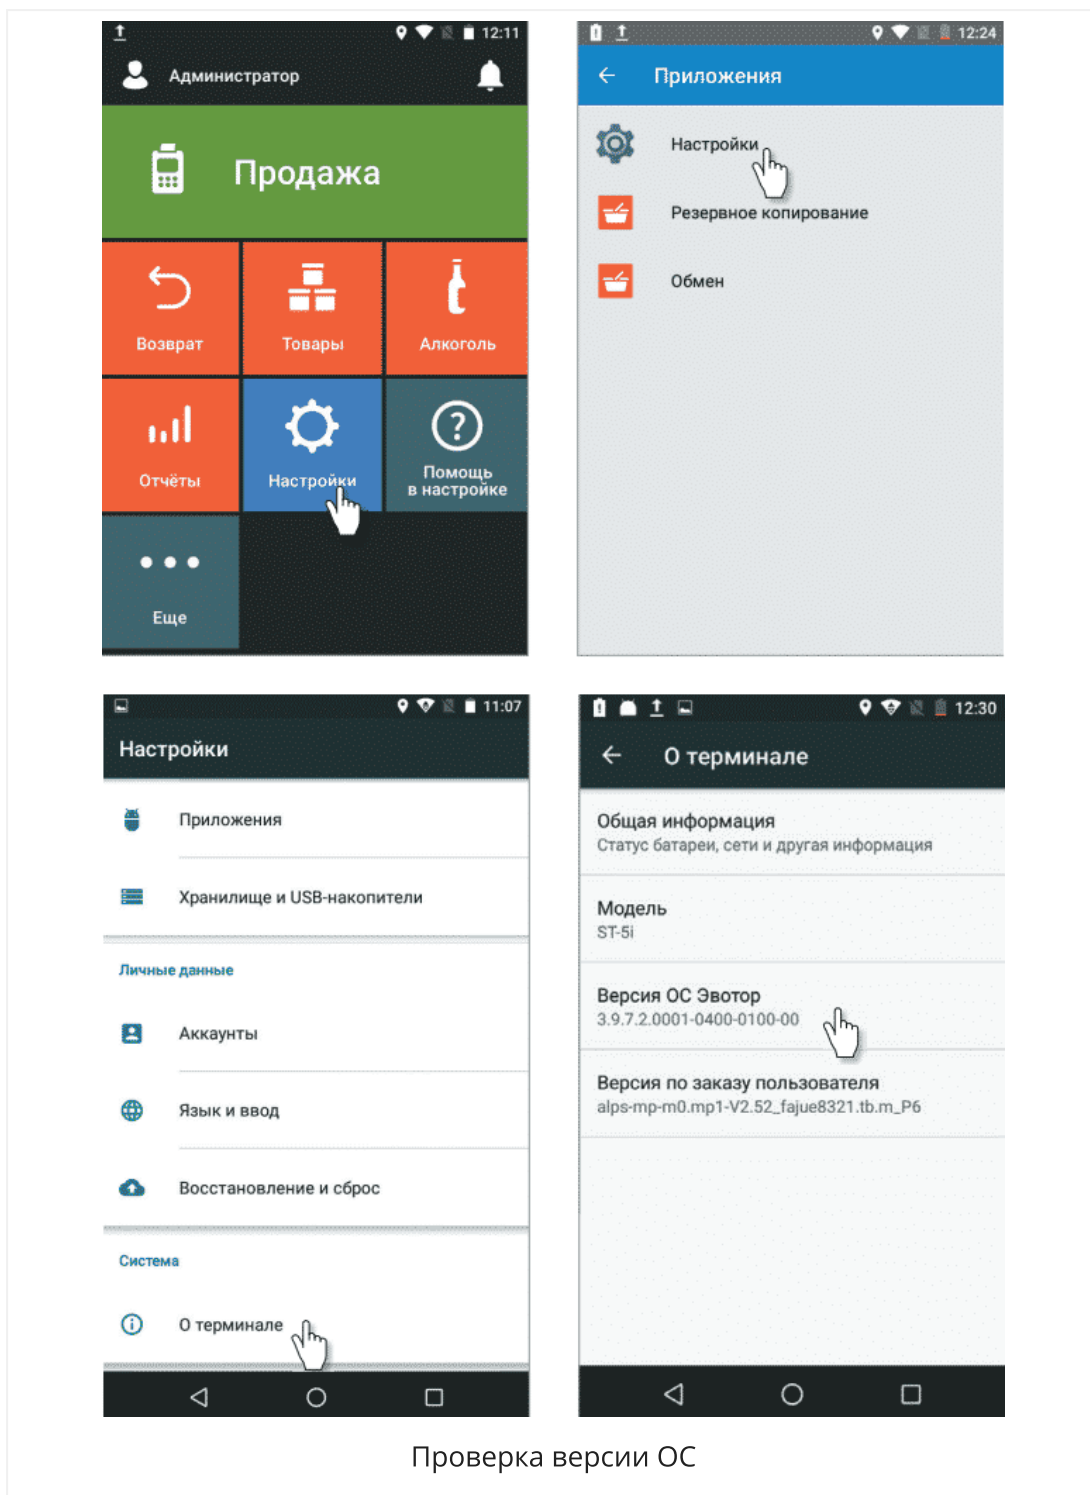 12:11
Администратор
Продажа
Возврат
Товары
Алкоголь
Отчёты
Настройки
Помощь
в настройке
Еще
12:24
Приложения
Настройки
Резервное копирование
Обмен
11:07
Настройки
Приложения
Хранилище и USB-накопители
Личные данные
Аккаунты
Язык и ввод
Восстановление и сброс
Система
О терминале
12:30
О терминале
Общая информация
Статус батареи, сети и другая информация
Модель
ST-5i
Версия ОС Эвотор
3.9.7.2.0001-0400-0100-00
Версия по заказу пользователя
alps-mp-m0.mp1-V2.52_fajue8321.tb.m_P6
Проверка версии ОС